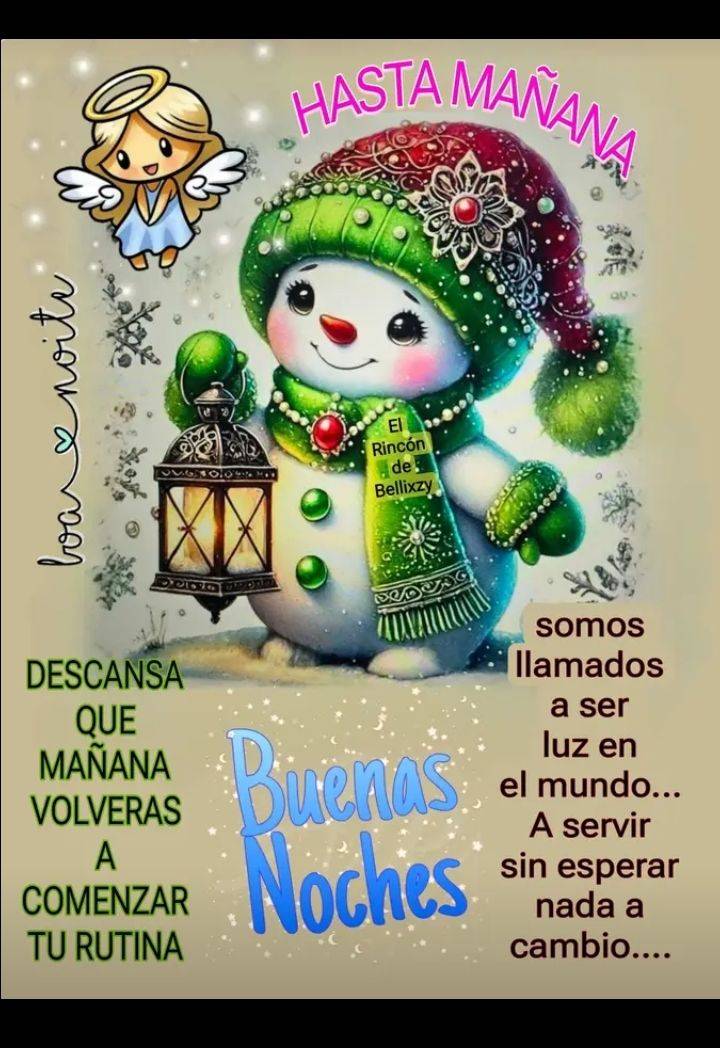 HASTA MAÑANA
boa noite
El
Rincón
de
Bellixzy
DESCANSA
QUE
MAÑANA
VOLVERAS
A
COMENZAR
TU RUTINA
Buenas
Noches
somos
llamados
a ser
luz en
el mundo...
A servir
sin esperar
nada a
cambio....